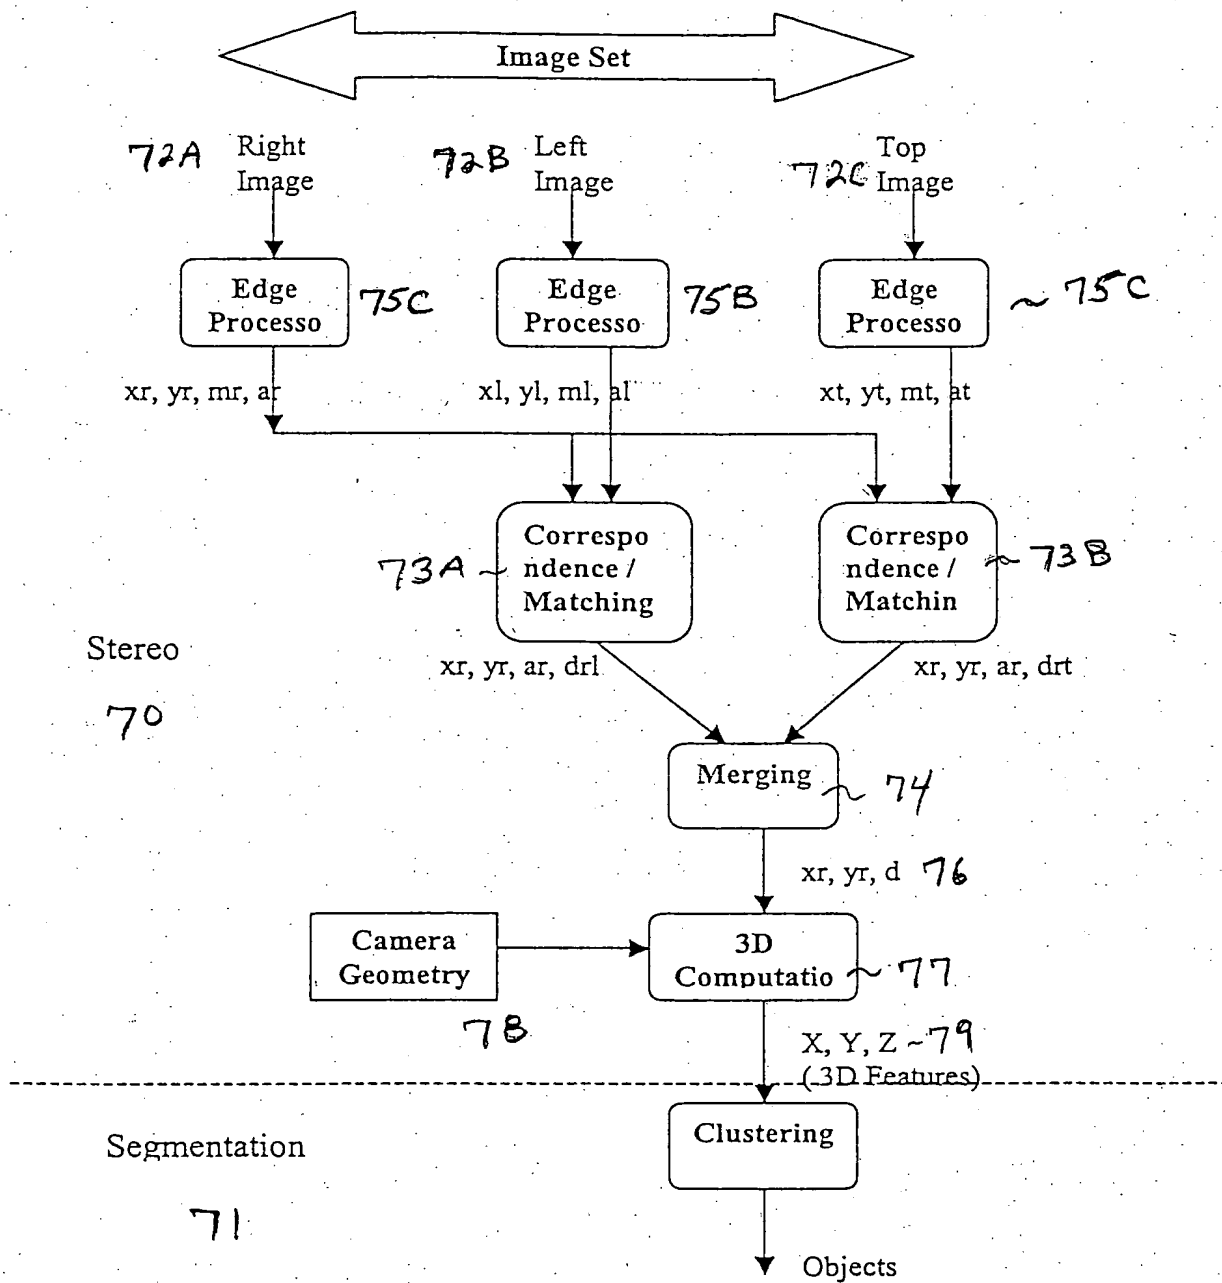 Image Set
72A Right Image
72B Left Image
72C Top Image
Edge Processo 75C
Edge Processo 75B
Edge Processo ~ 75C
xr, yr, mr, ar
xl, yl, ml, al
xt, yt, mt, at
73A ~ Correspo
ndence /
Matching
Correspo
ndence /
Matchin ~ 73B
Stereo
70
xr, yr, ar, drl
xr, yr, ar, drt
Merging ~ 74
xr, yr, d 76
Camera
Geometry
78
3D
Computatio ~ 77
X, Y, Z ~79
( 3D Features)
Segmentation
71
Clustering
Objects